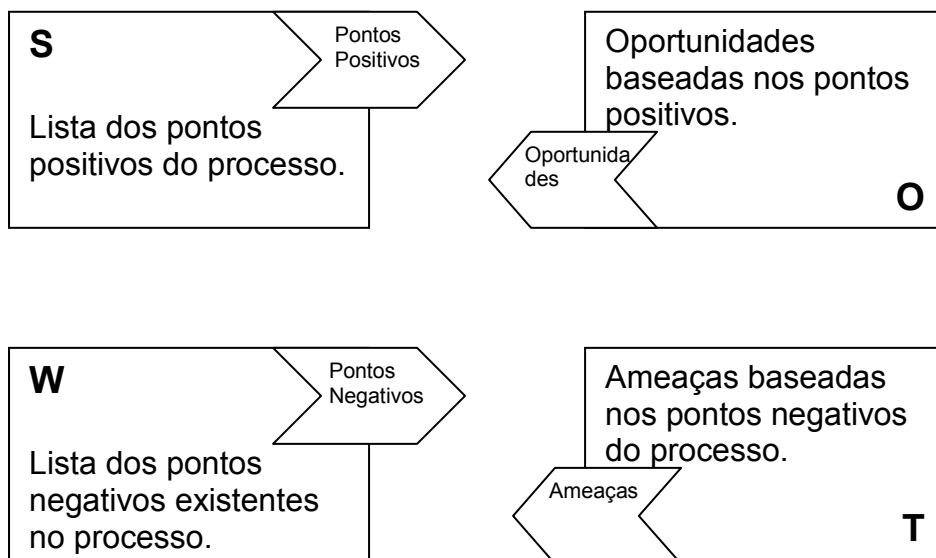 S
Pontos
Positivos
Lista dos pontos
positivos do processo.
Oportunidades
baseadas nos pontos
positivos.
Oportunida
des
O
W
Pontos
Negativos
Lista dos pontos
negativos existentes
no processo.
Ameaças baseadas
nos pontos negativos
do processo.
Ameaças
T